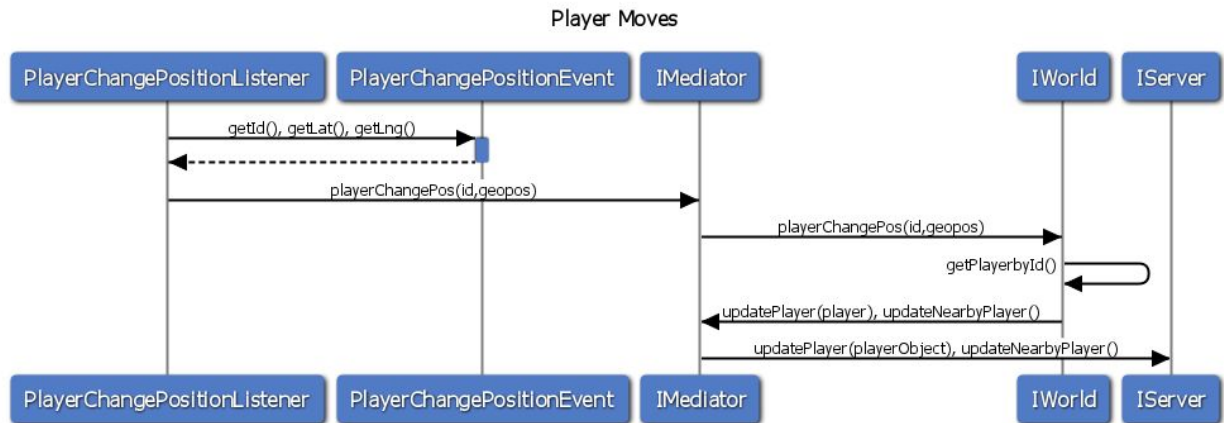 Player Moves
PlayerChangePositionListener PlayerChangePositionEvent IMediator IWorld IServer
getId(), getLat(), getLng()
playerChangePos(id,geopos)
playerChangePos(id,geopos)
getPlayerbyId()
updatePlayer(player), updateNearbyPlayer()
updatePlayer(playerObject), updateNearbyPlayer()
PlayerChangePositionListener PlayerChangePositionEvent IMediator IWorld IServer